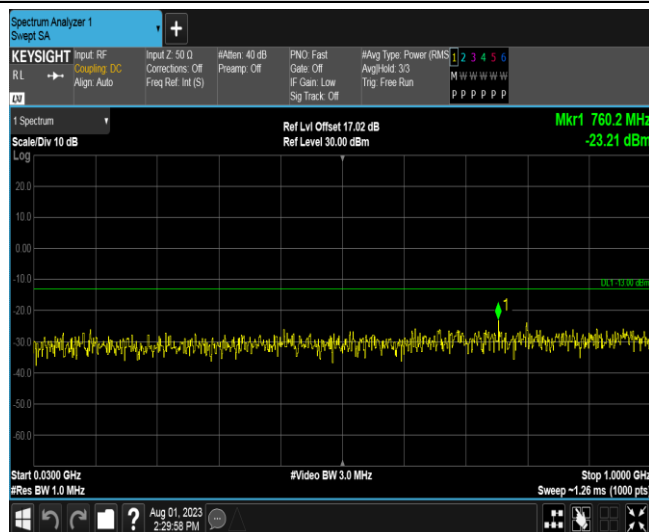 Spectrum Analyzer 1
Swept SA
+
KEYSIGHT
RL
LXI
Input: RF
Coupling: DC
Align: Auto
Input Z: 50 Ω
Corrections: Off
Freq Ref: Int (S)
#Atten: 40 dB
Preamp: Off
PNO: Fast
Gate: Off
IF Gain: Low
Sig Track: Off
#Avg Type: Power (RMS
Avg|Hold: 3/3
Trig: Free Run
1 2 3 4 5 6
M W W W W W
P P P P P P
1 Spectrum
Scale/Div 10 dB
Log
Ref Lvl Offset 17.02 dB
Ref Level 30.00 dBm
Mkr1 760.2 MHz
-23.21 dBm
20.0
10.0
0.00
-10.0
DL1 -13.00 dBm
-20.0
1
-30.0
-40.0
-50.0
-60.0
Start 0.0300 GHz
#Res BW 1.0 MHz
#Video BW 3.0 MHz
Stop 1.0000 GHz
Sweep ~1.26 ms (1000 pts)
?
Aug 01, 2023
2:29:58 PM